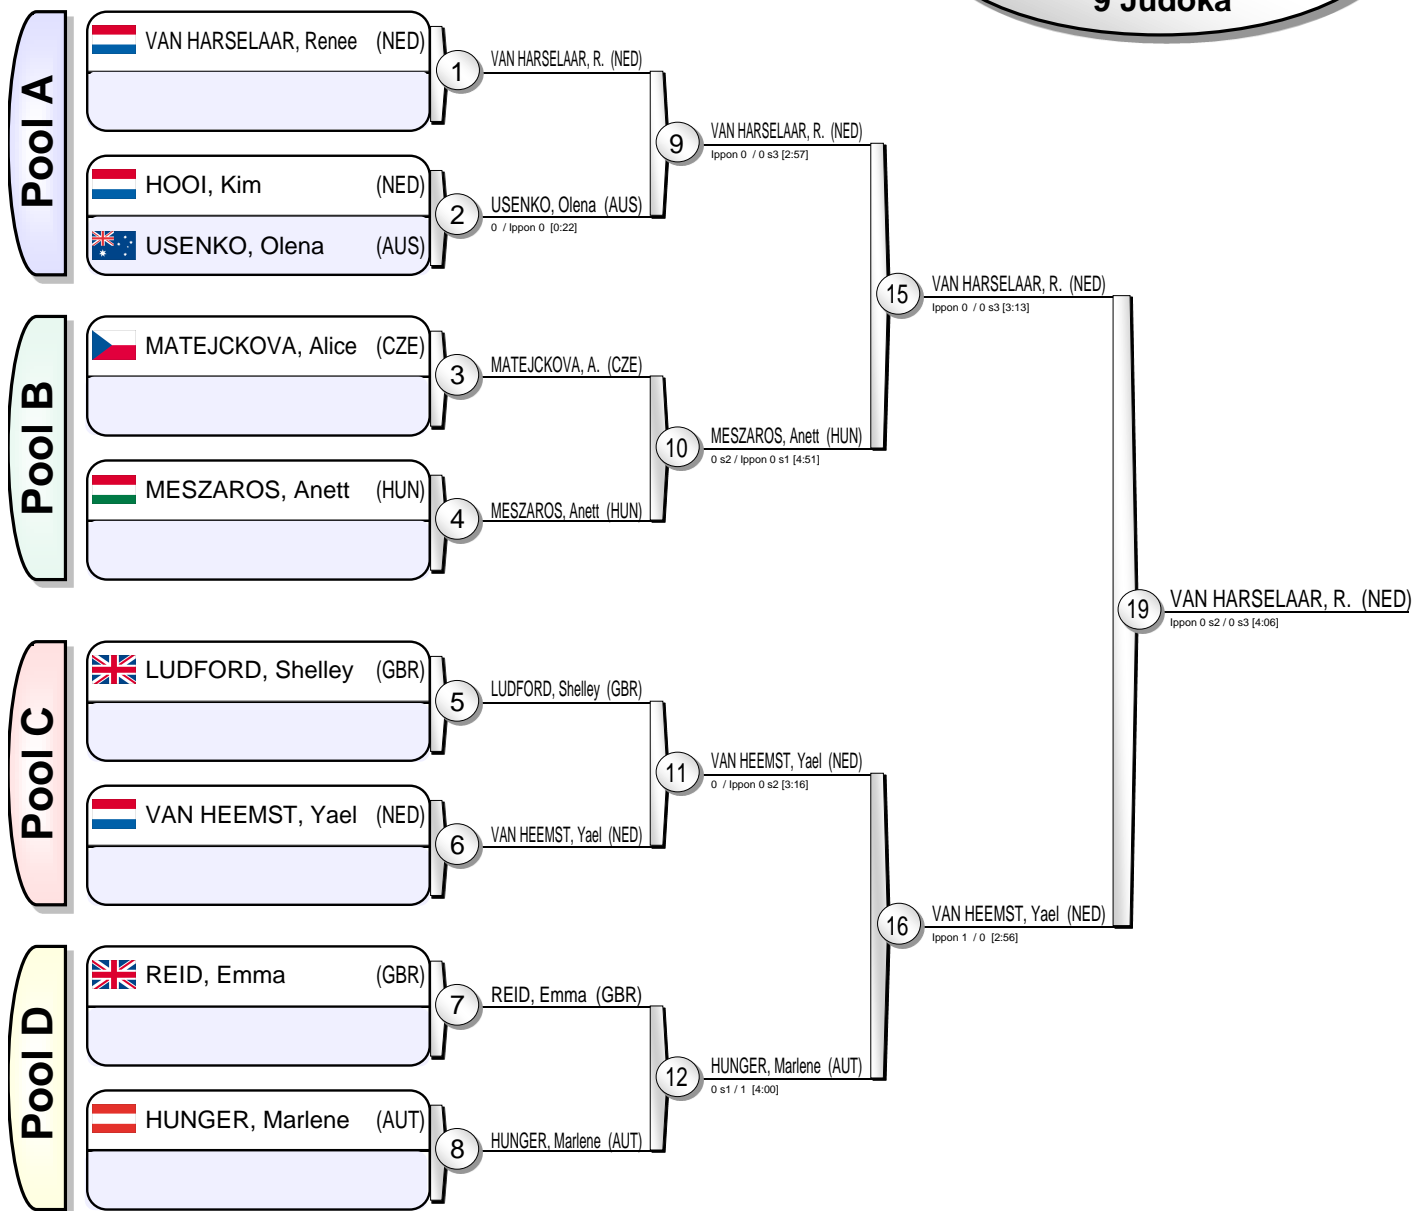 9 Judoka
Pool A
VAN HARSELAAR, Renee (NED)
1
VAN HARSELAAR, R. (NED)
HOOI, Kim (NED)
USENKO, Olena (AUS)
2
USENKO, Olena (AUS)
0 / Ippon 0 [0:22]
9
VAN HARSELAAR, R. (NED)
Ippon 0 / 0 s3 [2:57]
Pool B
MATEJCKOVA, Alice (CZE)
3
MATEJCKOVA, A. (CZE)
MESZAROS, Anett (HUN)
4
MESZAROS, Anett (HUN)
10
MESZAROS, Anett (HUN)
0 s2 / Ippon 0 s1 [4:51]
15
VAN HARSELAAR, R. (NED)
Ippon 0 / 0 s3 [3:13]
Pool C
LUDFORD, Shelley (GBR)
5
LUDFORD, Shelley (GBR)
VAN HEEMST, Yael (NED)
6
VAN HEEMST, Yael (NED)
11
VAN HEEMST, Yael (NED)
0 / Ippon 0 s2 [3:16]
Pool D
REID, Emma (GBR)
7
REID, Emma (GBR)
HUNGER, Marlene (AUT)
8
HUNGER, Marlene (AUT)
12
HUNGER, Marlene (AUT)
0 s1 / 1 [4:00]
16
VAN HEEMST, Yael (NED)
Ippon 1 / 0 [2:56]
19
VAN HARSELAAR, R. (NED)
Ippon 0 s2 / 0 s3 [4:06]